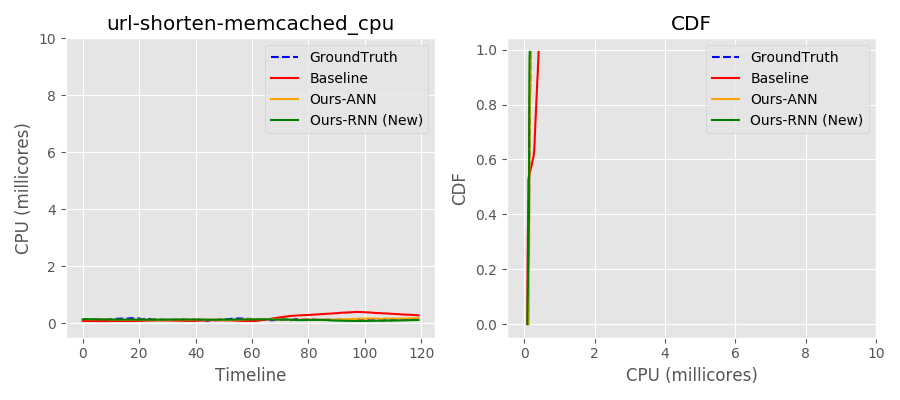 url-shorten-memcached_cpu
CPU (millicores)
10
8
6
4
2
0
0 20 40 60 80 100 120
Timeline
GroundTruth
Baseline
Ours-ANN
Ours-RNN (New)
CDF
CDF
1.0
0.8
0.6
0.4
0.2
0.0
0 2 4 6 8 10
CPU (millicores)
GroundTruth
Baseline
Ours-ANN
Ours-RNN (New)